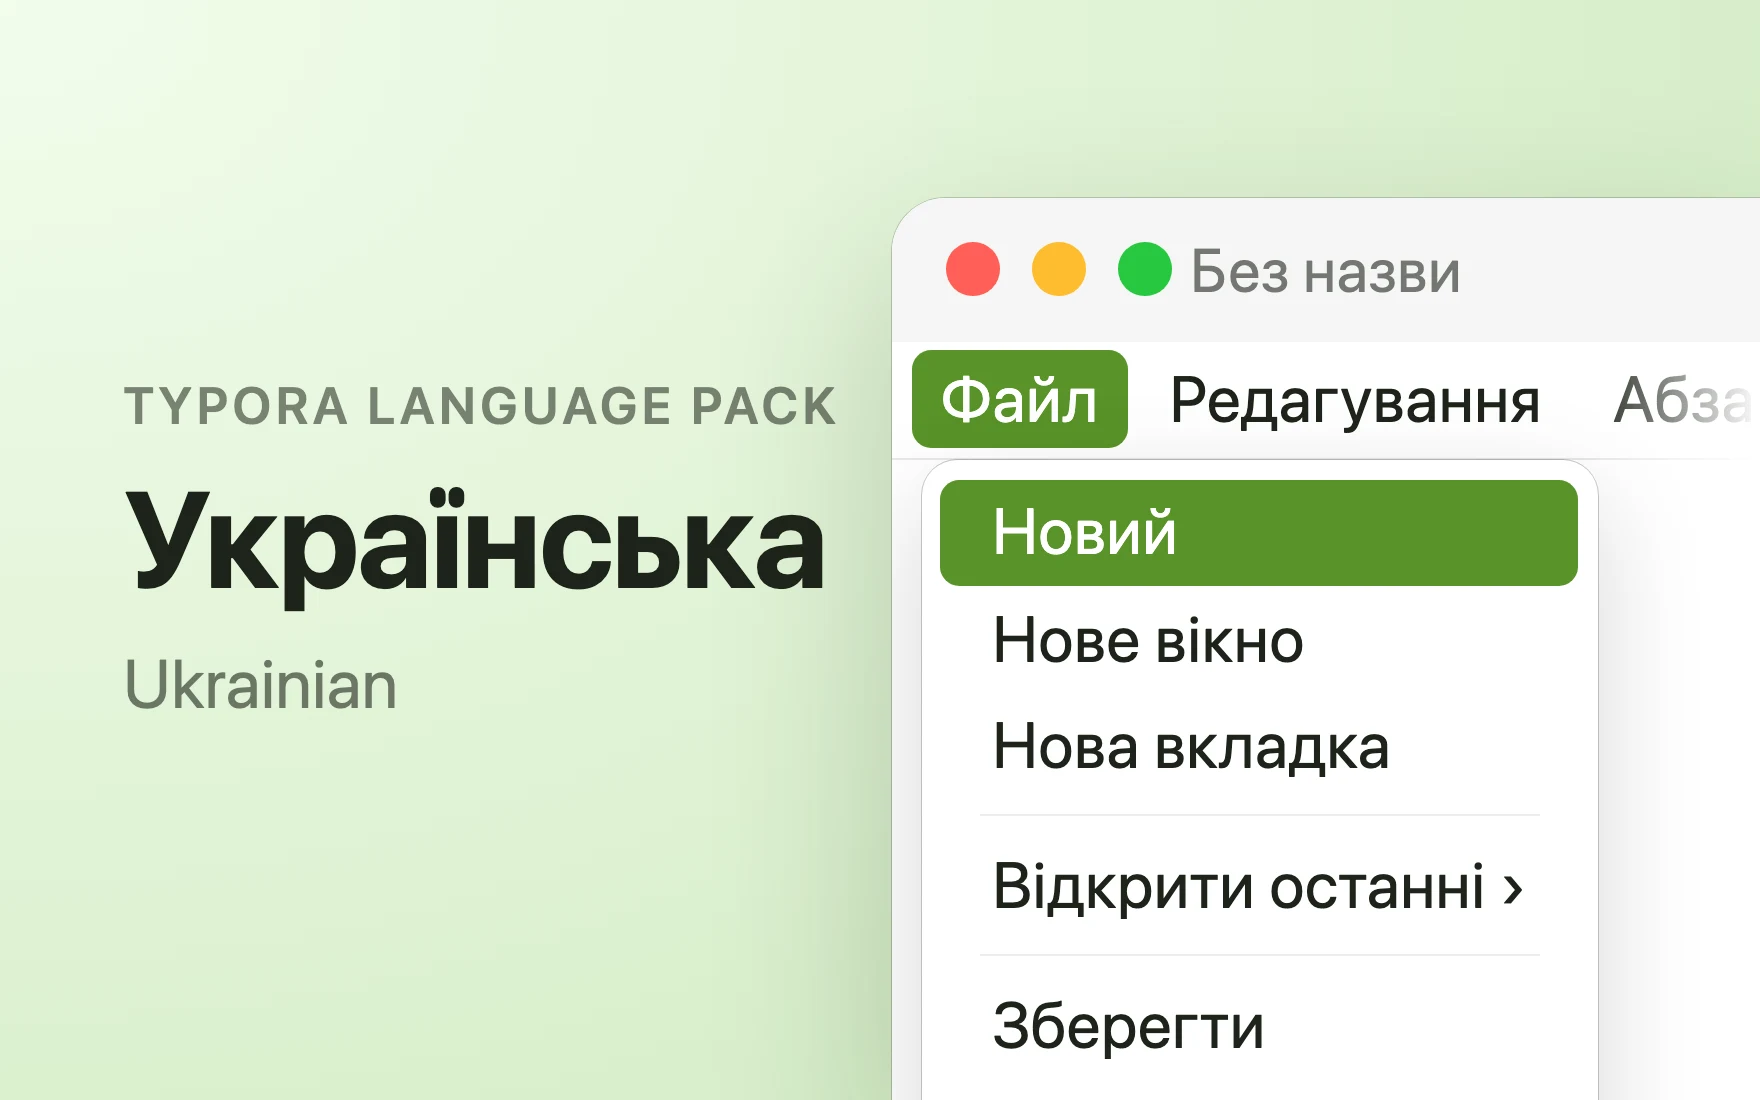 TYPORA LANGUAGE PACK
Українська
Ukrainian
Без назви
Файл Редагування
Новий
Нове вікно
Нова вкладка
Відкрити останні ›
Зберегти